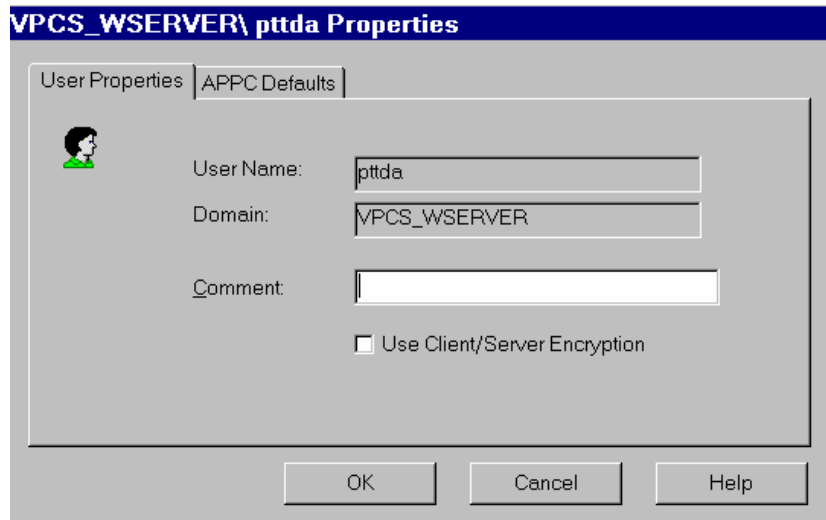 VPCS_WSERVER\ pttda Properties
User Properties
APPC Defaults
User Name: pttda
Domain: VPCS_WSERVER
Comment:
Use Client/Server Encryption
OK
Cancel
Help